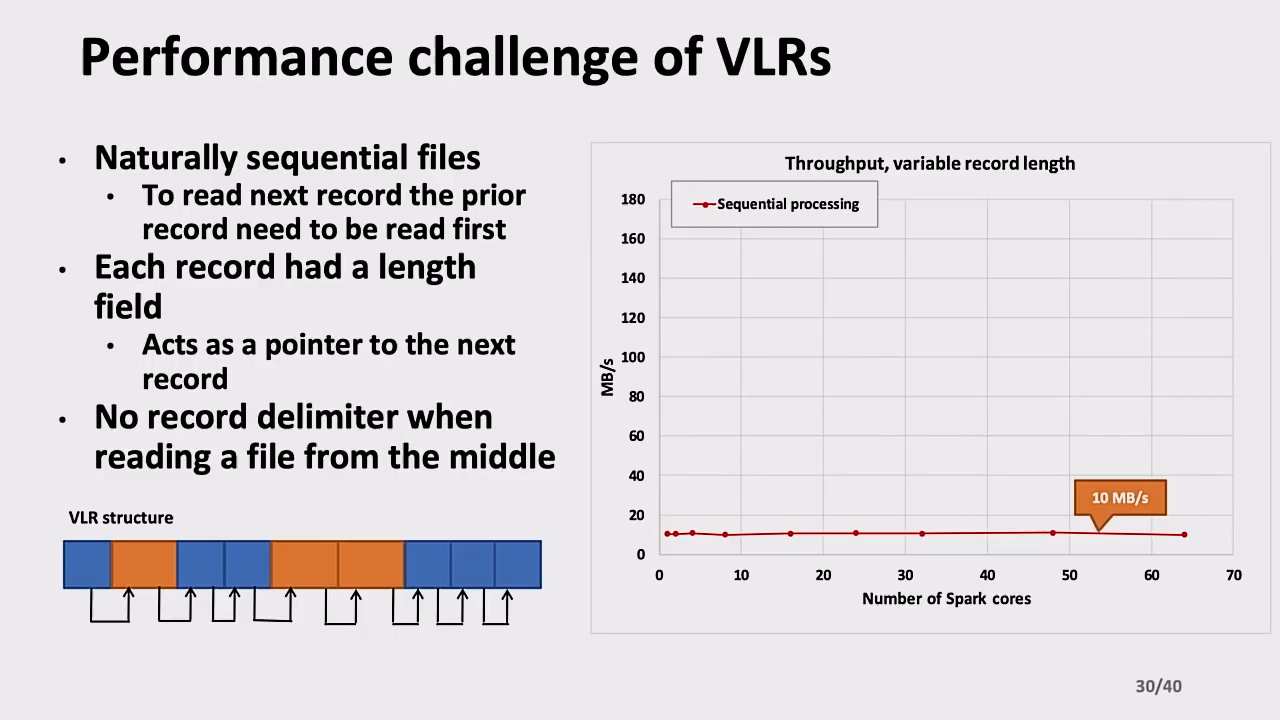 Performance challenge of VLRs
• Naturally sequential files
• To read next record the prior
record need to be read first
• Each record had a length
field
• Acts as a pointer to the next
record
• No record delimiter when
reading a file from the middle
VLR structure
Throughput, variable record length
Sequential processing
MB/s
180
160
140
120
100
80
60
40
20
0
10 MB/s
0 10 20 30 40 50 60 70
Number of Spark cores
30/40